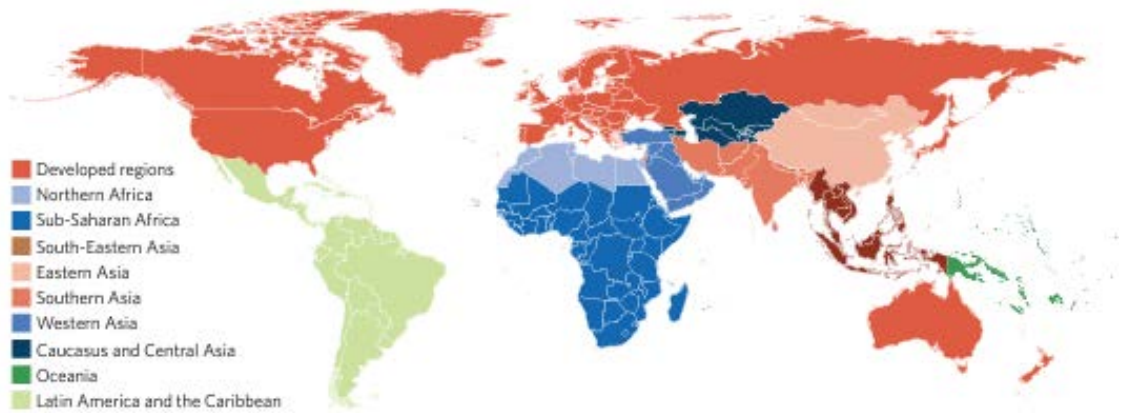 Developed regions
Northern Africa
Sub-Saharan Africa
South-Eastern Asia
Eastern Asia
Southern Asia
Western Asia
Caucasus and Central Asia
Oceania
Latin America and the Caribbean